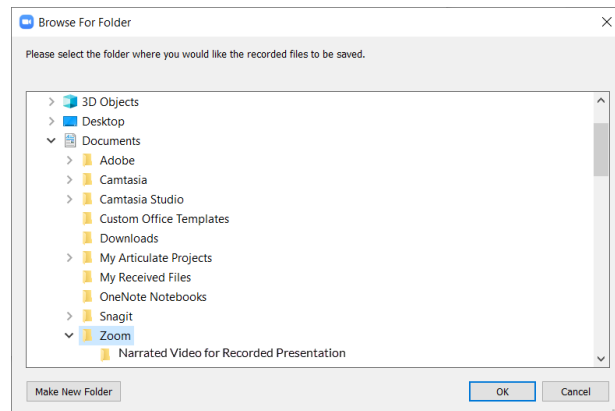 Browse For Folder
Please select the folder where you would like the recorded files to be saved.
3D Objects
Desktop
Documents
Adobe
Camtasia
Camtasia Studio
Custom Office Templates
Downloads
My Articulate Projects
My Received Files
OneNote Notebooks
Snagit
Zoom
Narrated Video for Recorded Presentation
Make New Folder OK Cancel